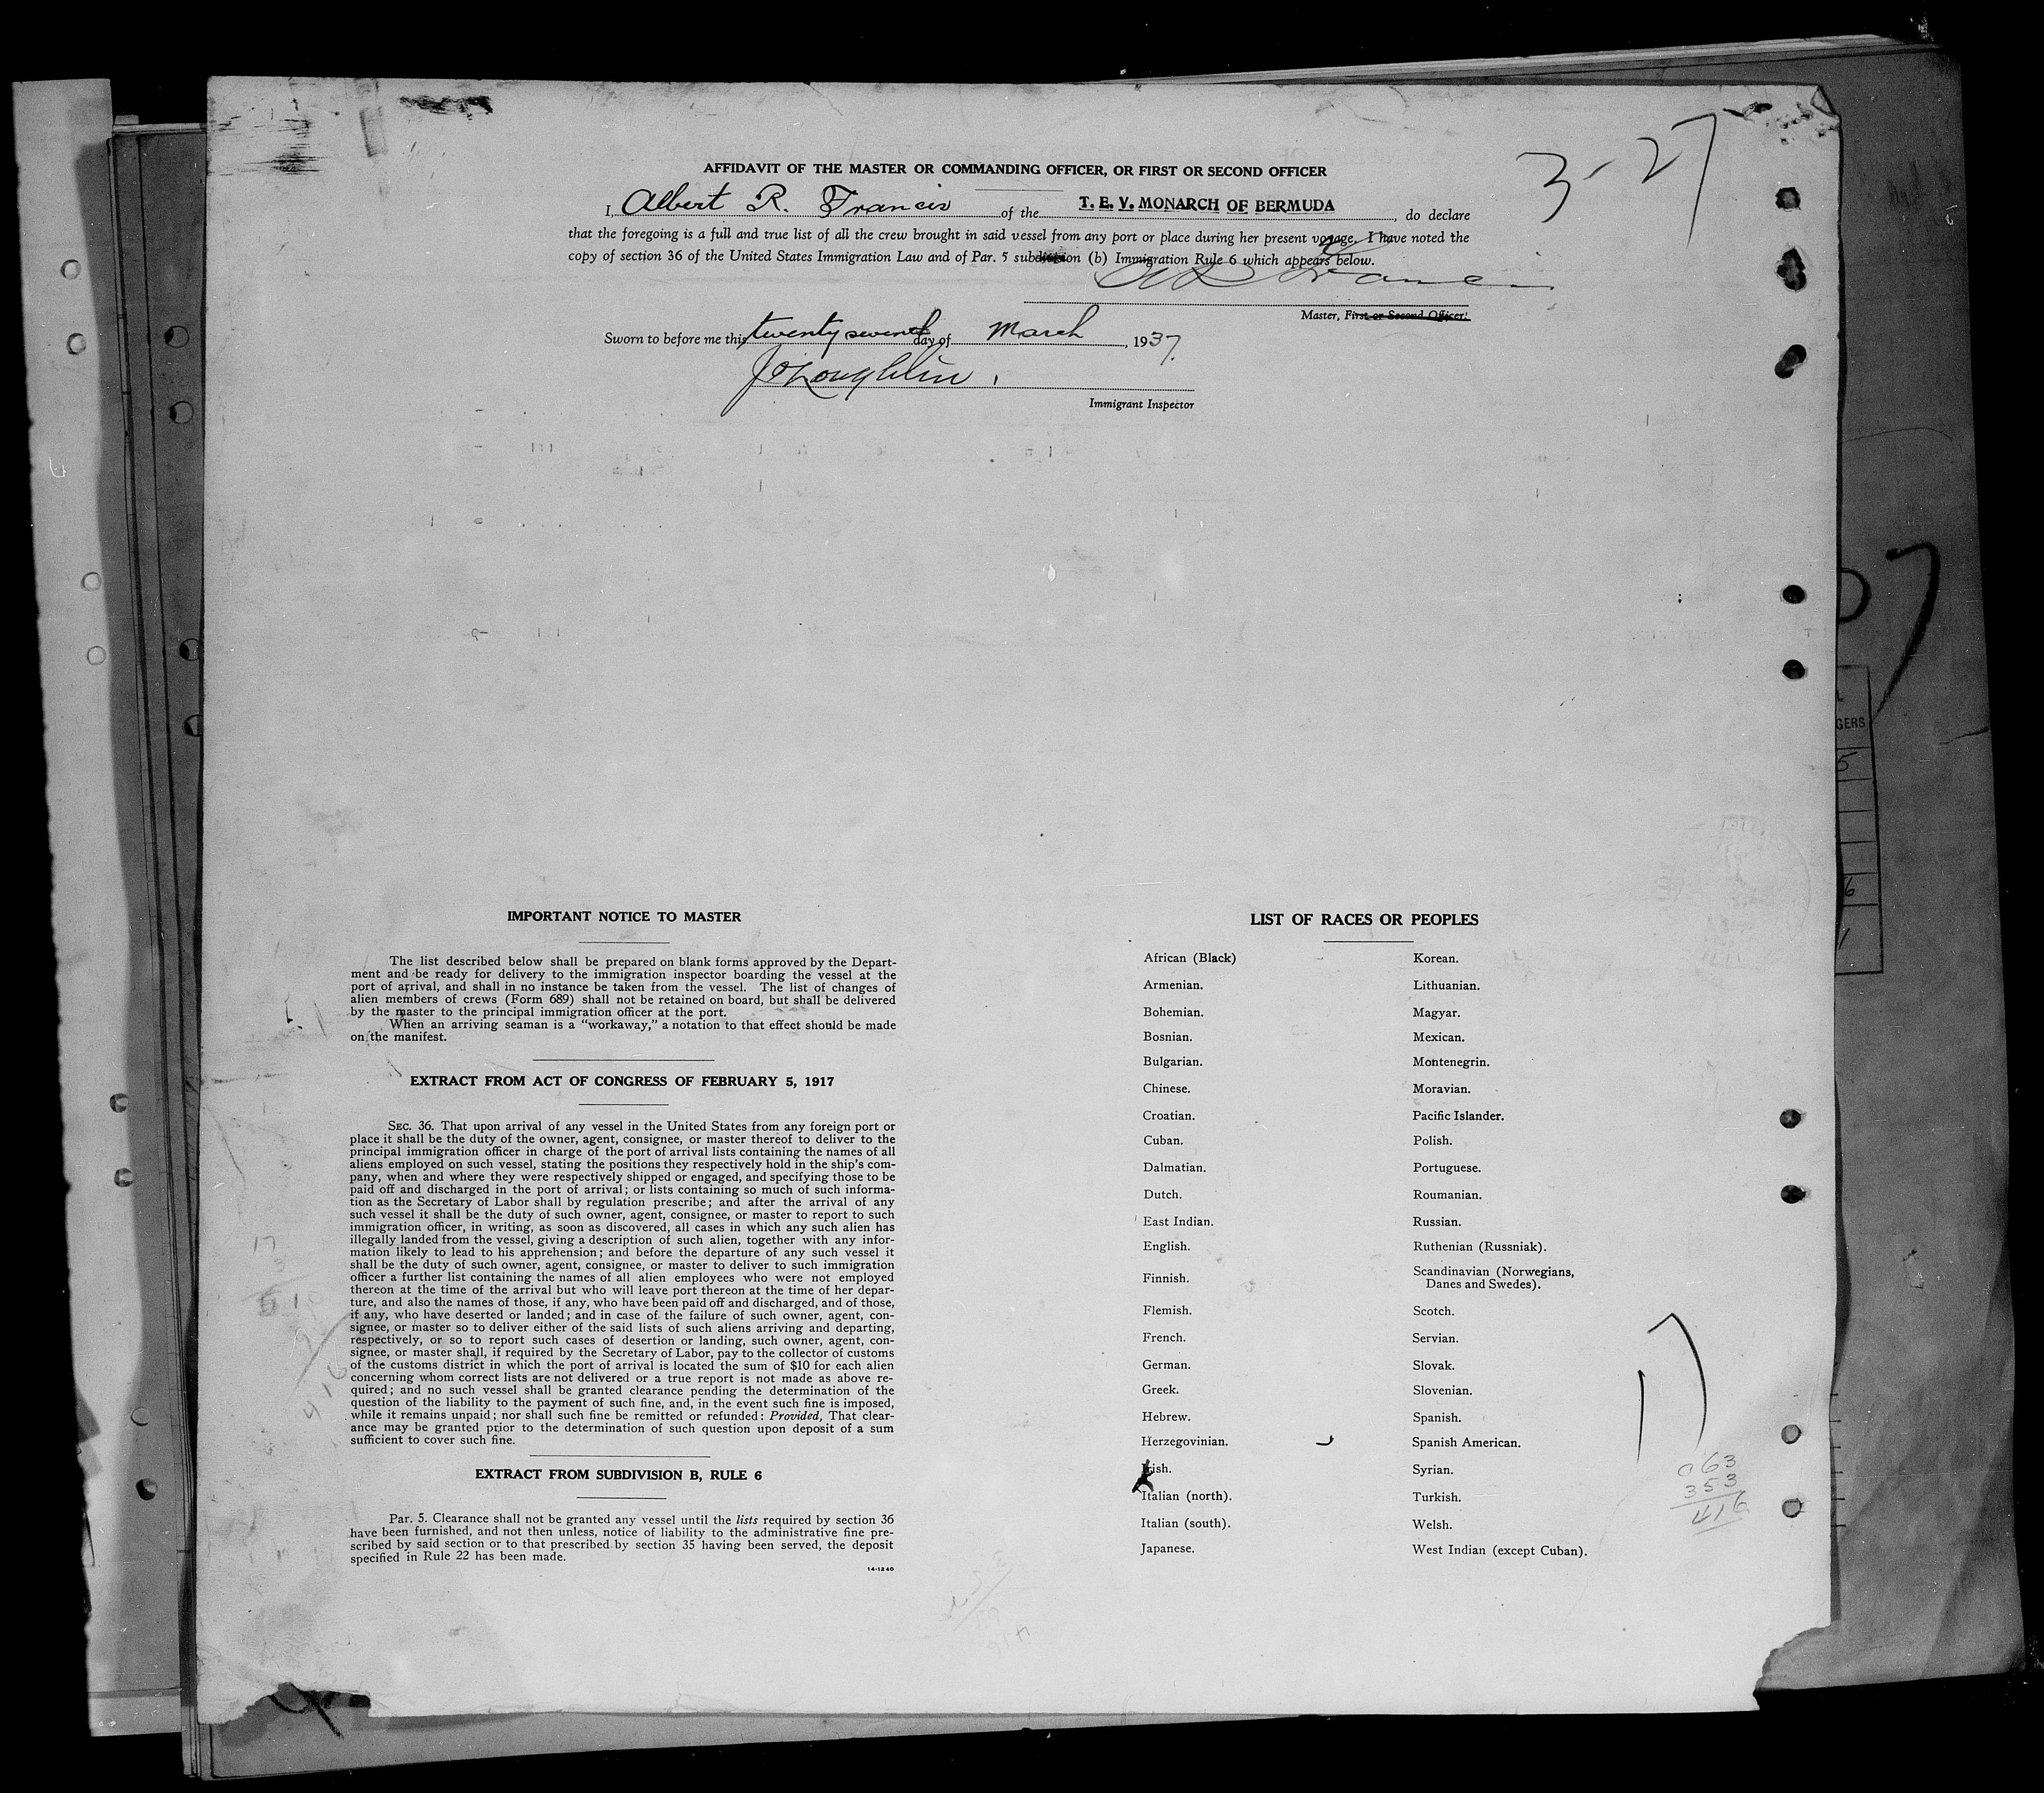 3-27
AFFIDAVIT OF THE MASTER OR COMMANDING OFFICER, OR FIRST OR SECOND OFFICER
I, Albert R. Francis of the T. E. V. MONARCH OF BERMUDA, do declare
that the foregoing is a full and true list of all the crew brought in said vessel from any port or place during her present voyage. I have noted the
copy of section 36 of the United States Immigration Law and of Par. 5 subdivision (b) Immigration Rule 6 which appears below.
A R Francis
Master, First or Second Officer.
Sworn to before me this twenty seventh day of March, 1937.
J O'Loughlin.
Immigrant Inspector
IMPORTANT NOTICE TO MASTER
The list described below shall be prepared on blank forms approved by the Depart-
ment and be ready for delivery to the immigration inspector boarding the vessel at the
port of arrival, and shall in no instance be taken from the vessel. The list of changes of
alien members of crews (Form 689) shall not be retained on board, but shall be delivered
by the master to the principal immigration officer at the port.
When an arriving seaman is a "workaway," a notation to that effect should be made
on the manifest.
EXTRACT FROM ACT OF CONGRESS OF FEBRUARY 5, 1917
SEC. 36. That upon arrival of any vessel in the United States from any foreign port or
place it shall be the duty of the owner, agent, consignee, or master thereof to deliver to the
principal immigration officer in charge of the port of arrival lists containing the names of all
aliens employed on such vessel, stating the positions they respectively hold in the ship's com-
pany, when and where they were respectively shipped or engaged, and specifying those to be
paid off and discharged in the port of arrival; or lists containing so much of such informa-
tion as the Secretary of Labor shall by regulation prescribe; and after the arrival of any
such vessel it shall be the duty of such owner, agent, consignee, or master to report to such
immigration officer, in writing, as soon as discovered, all cases in which any such alien has
illegally landed from the vessel, giving a description of such alien, together with any infor-
mation likely to lead to his apprehension; and before the departure of any such vessel it
shall be the duty of such owner, agent, consignee, or master to deliver to such immigration
officer a further list containing the names of all alien employees who were not employed
thereon at the time of the arrival but who will leave port thereon at the time of her depar-
ture, and also the names of those, if any, who have been paid off and discharged, and of those,
if any, who have deserted or landed; and in case of the failure of such owner, agent, con-
signee, or master so to deliver either of the said lists of such aliens arriving and departing,
respectively, or so to report such cases of desertion or landing, such owner, agent, con-
signee, or master shall, if required by the Secretary of Labor, pay to the collector of customs
of the customs district in which the port of arrival is located the sum of $10 for each alien
concerning whom correct lists are not delivered or a true report is not made as above re-
quired; and no such vessel shall be granted clearance pending the determination of the
question of the liability to the payment of such fine, and, in the event such fine is imposed,
while it remains unpaid; nor shall such fine be remitted or refunded: Provided, That clear-
ance may be granted prior to the determination of such question upon deposit of a sum
sufficient to cover such fine.
EXTRACT FROM SUBDIVISION B, RULE 6
Par. 5. Clearance shall not be granted any vessel until the lists required by section 36
have been furnished, and not then unless, notice of liability to the administrative fine pre-
scribed by said section or to that prescribed by section 35 having been served, the deposit
specified in Rule 22 has been made.
14-1240
LIST OF RACES OR PEOPLES
African (Black)
Armenian.
Bohemian.
Bosnian.
Bulgarian.
Chinese.
Croatian.
Cuban.
Dalmatian.
Dutch.
East Indian.
English.
Finnish.
Flemish.
French.
German.
Greek.
Hebrew.
Herzegovinian.
Irish.
Italian (north).
Italian (south).
Japanese.
Korean.
Lithuanian.
Magyar.
Mexican.
Montenegrin.
Moravian.
Pacific Islander.
Polish.
Portuguese.
Roumanian.
Russian.
Ruthenian (Russniak).
Scandinavian (Norwegians,
Danes and Swedes).
Scotch.
Servian.
Slovak.
Slovenian.
Spanish.
Spanish American.
Syrian.
Turkish.
Welsh.
West Indian (except Cuban).
17
063
353
416
GERS
5
6
1